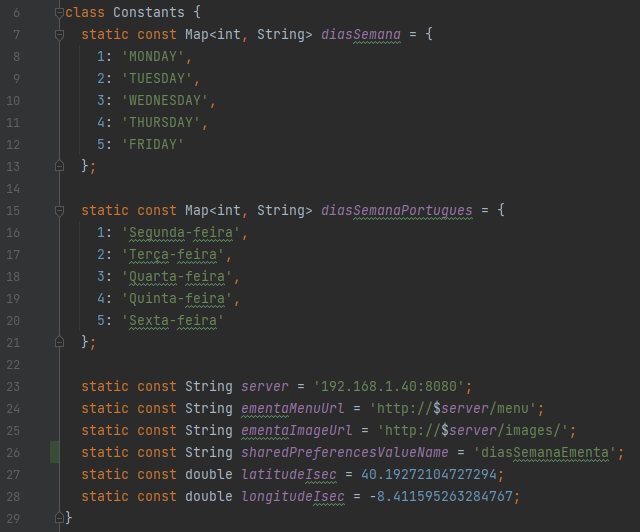 6 class Constants {
7 static const Map<int, String> diasSemana = {
8 1: 'MONDAY',
9 2: 'TUESDAY',
10 3: 'WEDNESDAY',
11 4: 'THURSDAY',
12 5: 'FRIDAY'
13 };
14
15 static const Map<int, String> diasSemanaPortugues = {
16 1: 'Segunda-feira',
17 2: 'Terça-feira',
18 3: 'Quarta-feira',
19 4: 'Quinta-feira',
20 5: 'Sexta-feira'
21 };
22
23 static const String server = '192.168.1.40:8080';
24 static const String ementaMenuUrl = 'http://$server/menu';
25 static const String ementaImageUrl = 'http://$server/images/';
26 static const String sharedPreferencesValueName = 'diasSemanaEmenta';
27 static const double latitudeIsec = 40.19272104727294;
28 static const double longitudeIsec = -8.411595263284767;
29 }